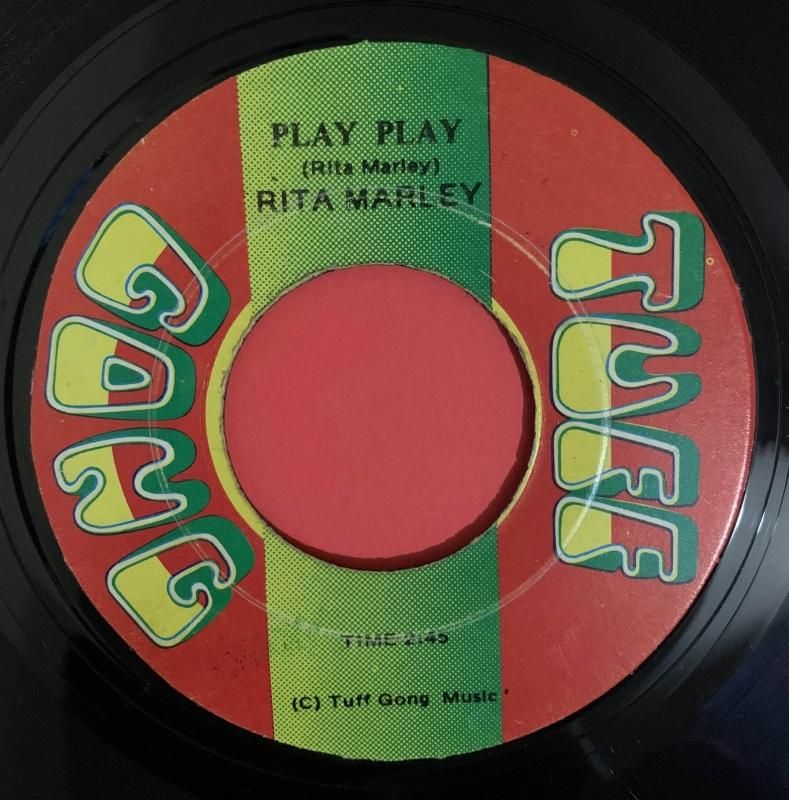 PLAY PLAY
(Rita Marley)
RITA MARLEY
GONG
TUFF
TIME 2:45
(C) Tuff Gong Music